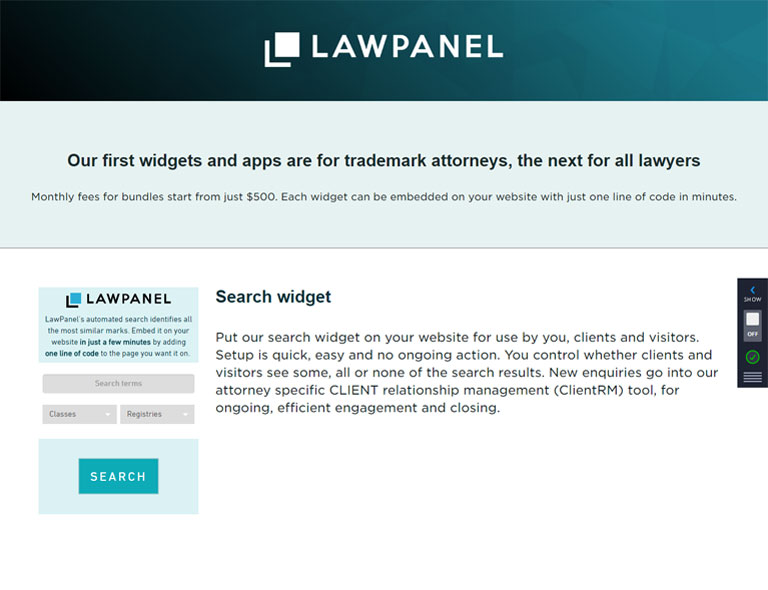 LAWPANEL
Our first widgets and apps are for trademark attorneys, the next for all lawyers
Monthly fees for bundles start from just $500. Each widget can be embedded on your website with just one line of code in minutes.
LAWPANEL
LawPanel's automated search identifies all
the most similar marks. Embed it on your
website in just a few minutes by adding
one line of code to the page you want it on.
Search terms
Classes
Registries
SEARCH
Search widget
Put our search widget on your website for use by you, clients and visitors.
Setup is quick, easy and no ongoing action. You control whether clients and
visitors see some, all or none of the search results. New enquiries go into our
attorney specific CLIENT relationship management (ClientRM) tool, for
ongoing, efficient engagement and closing.
SHOW
OFF